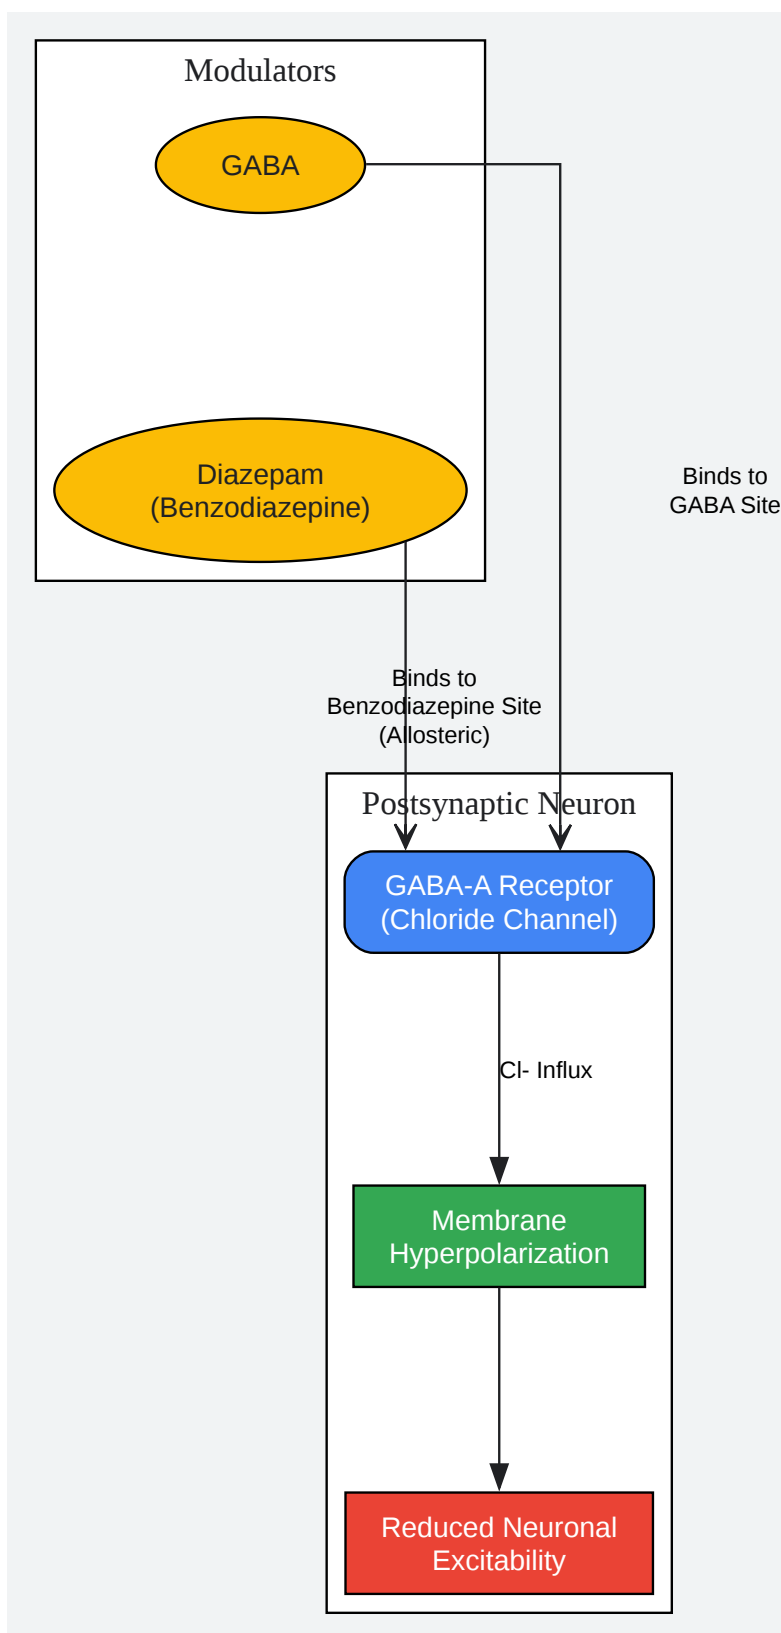 Modulators
GABA
Diazepam
(Benzodiazepine)
Binds to
GABA Site
Binds to
Benzodiazepine Site
(Allosteric)
Postsynaptic Neuron
GABA-A Receptor
(Chloride Channel)
Cl- Influx
Membrane
Hyperpolarization
Reduced Neuronal
Excitability